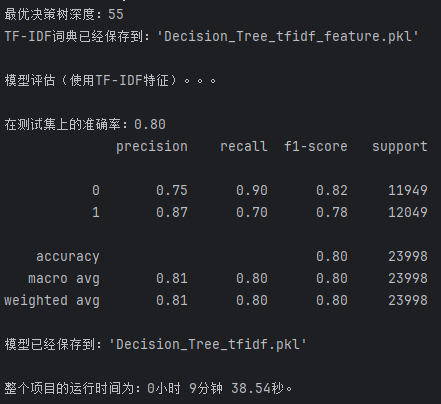 最优决策树深度：55
TF-IDF词典已经保存到：'Decision_Tree_tfidf_feature.pkl'
模型评估（使用TF-IDF特征）。。。
在测试集上的准确率：0.80
precision recall f1-score support
0 0.75 0.90 0.82 11949
1 0.87 0.70 0.78 12049
accuracy 0.80 23998
macro avg 0.81 0.80 0.80 23998
weighted avg 0.81 0.80 0.80 23998
模型已经保存到：'Decision_Tree_tfidf.pkl'
整个项目的运行时间为：0小时 9分钟 38.54秒。